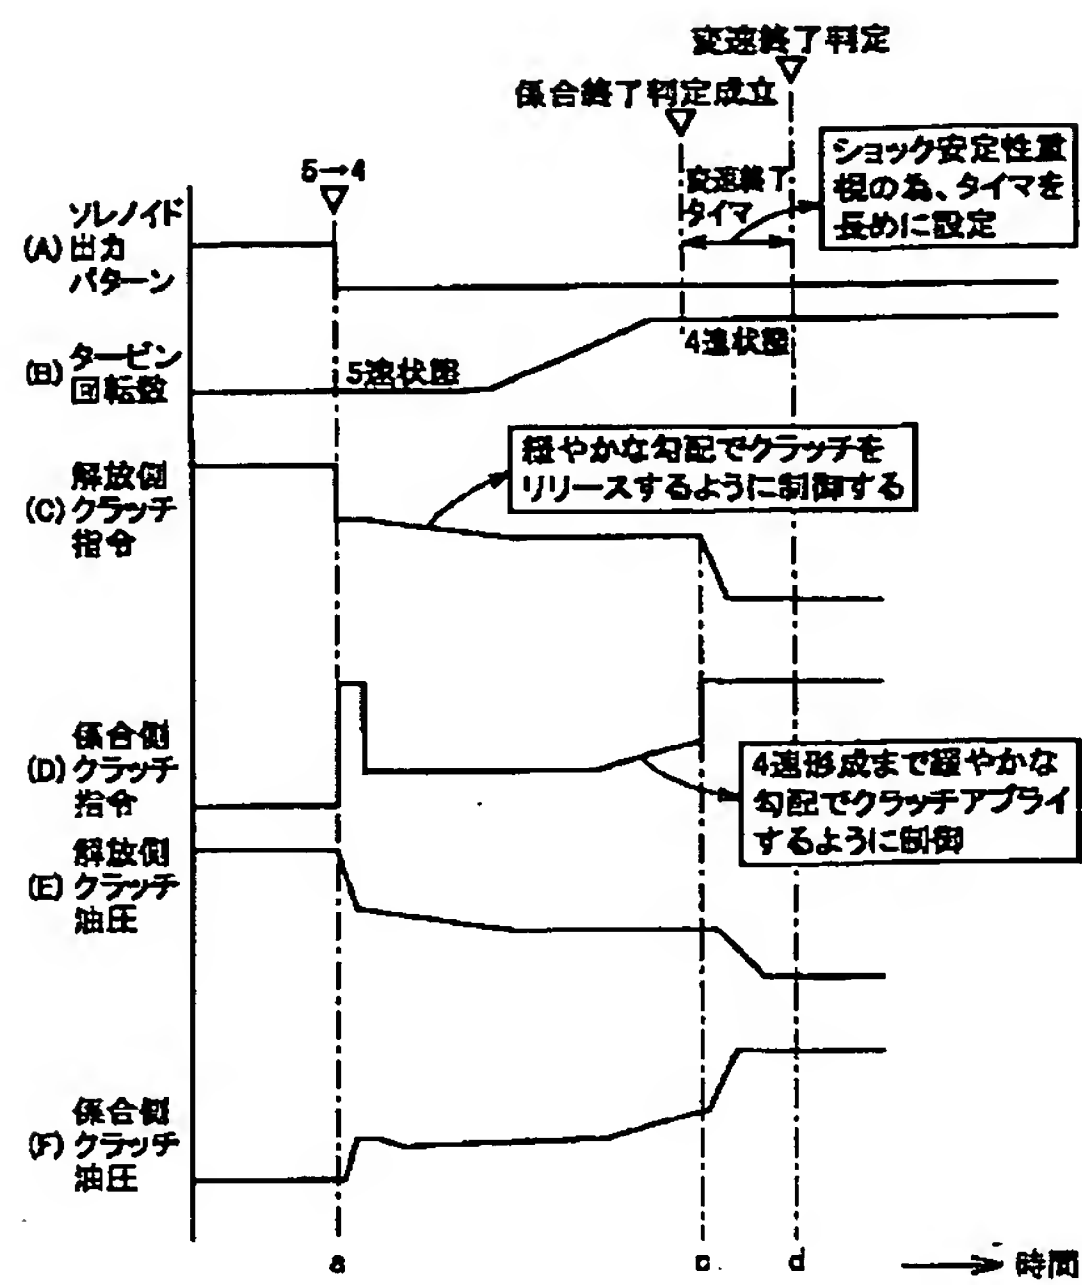 変速終了判定
係合終了判定成立
5→4
変速終了
タイマ
ショック安定性重
視の為、タイマを
長めに設定
ソレノイド
(A) 出力
パターン
(B) タービン
回転数
5速状態
4速状態
緩やかな勾配でクラッチを
リリースするように制御する
解放側
(C) クラッチ
指令
係合側
(D) クラッチ
指令
4速形成まで緩やかな
勾配でクラッチアプライ
するように制御
解放側
(E) クラッチ
油圧
係合側
(F) クラッチ
油圧
a
d
時間